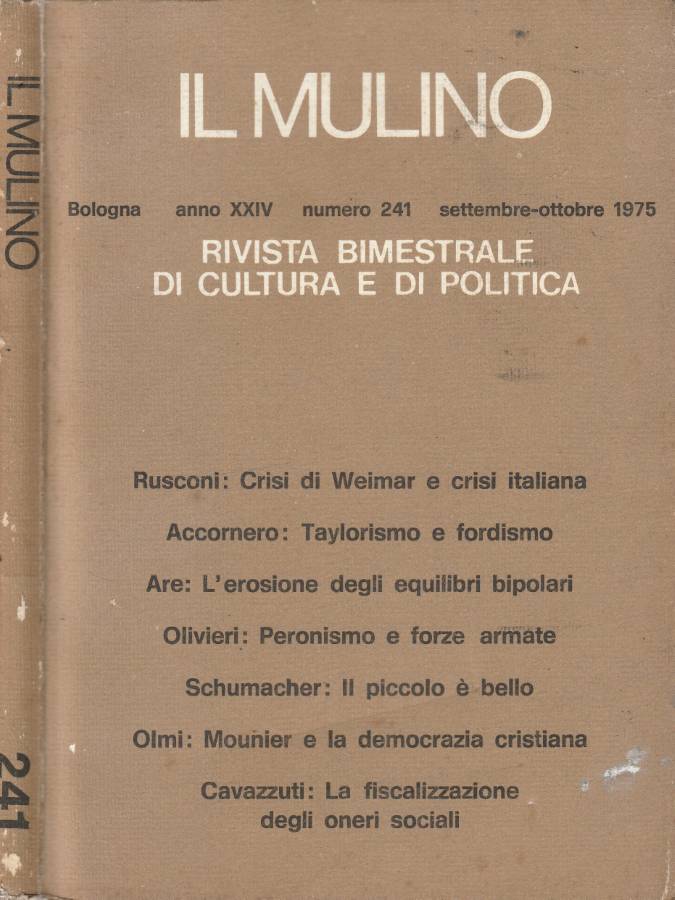 IL MULINO
241
IL MULINO
Bologna anno XXIV numero 241 settembre-ottobre 1975
RIVISTA BIMESTRALE
DI CULTURA E DI POLITICA
Rusconi: Crisi di Weimar e crisi italiana
Accornero: Taylorismo e fordismo
Are: L'erosione degli equilibri bipolari
Olivieri: Peronismo e forze armate
Schumacher: Il piccolo è bello
Olmi: Mounier e la democrazia cristiana
Cavazzuti: La fiscalizzazione
degli oneri sociali